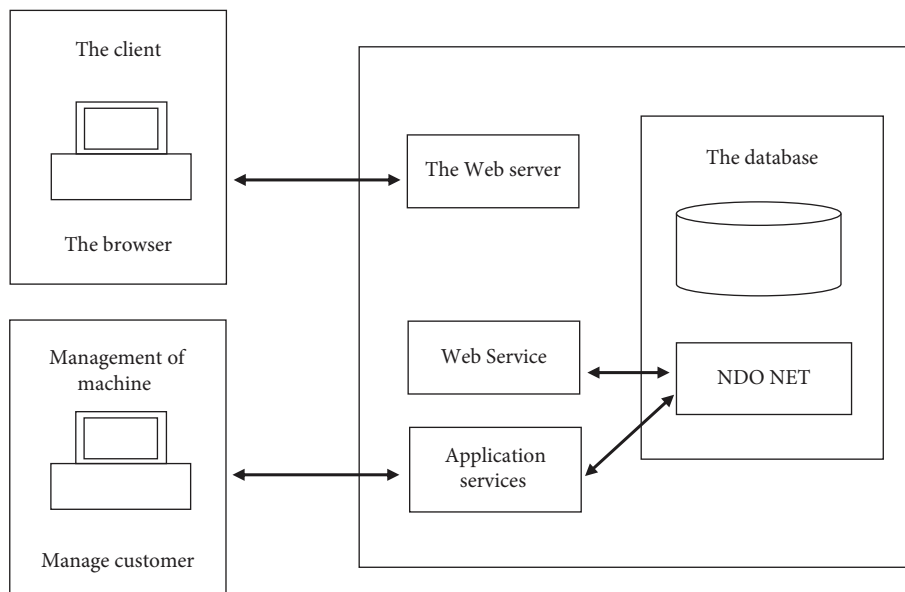 The client
The browser
Management of
machine
Manage customer
The Web server
Web Service
Application
services
The database
NDO NET